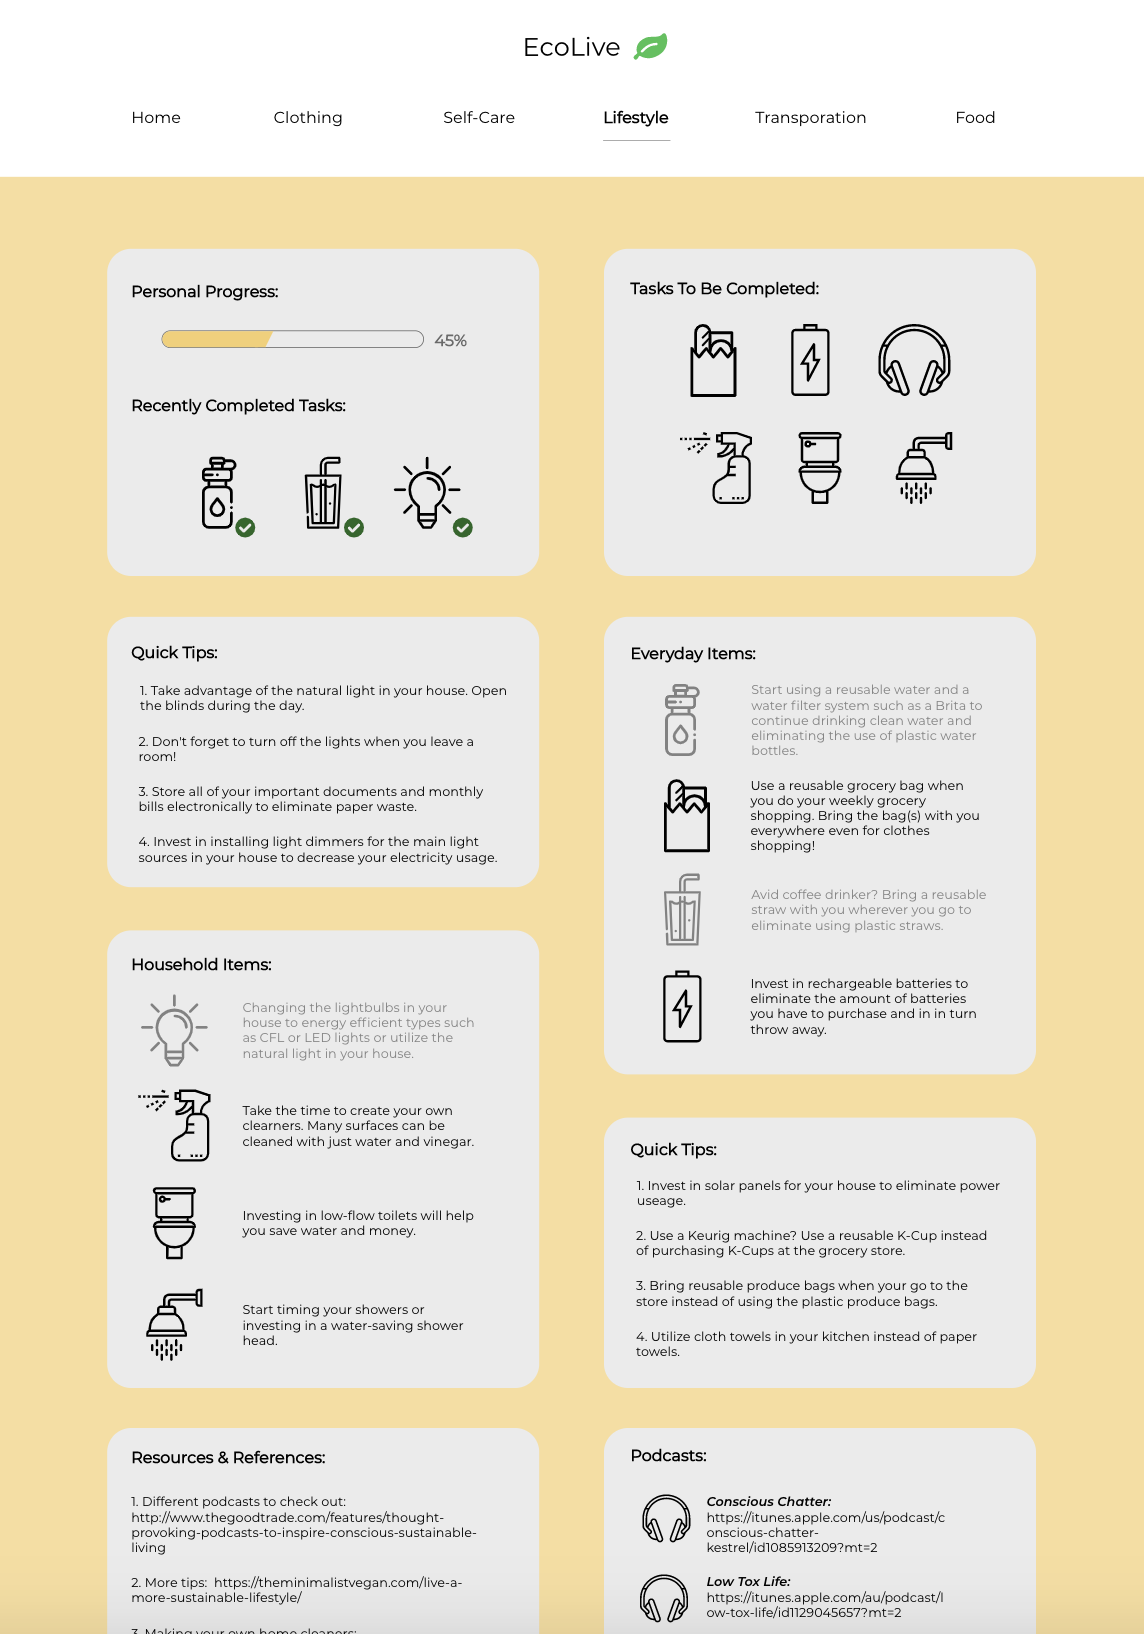 EcoLive
Home Clothing Self-Care Lifestyle Transporation Food
Personal Progress:
45%
Recently Completed Tasks:
Tasks To Be Completed:
Quick Tips:
1. Take advantage of the natural light in your house. Open
the blinds during the day.
2. Don't forget to turn off the lights when you leave a
room!
3. Store all of your important documents and monthly
bills electronically to eliminate paper waste.
4. Invest in installing light dimmers for the main light
sources in your house to decrease your electricity usage.
Everyday Items:
Start using a reusable water and a
water filter system such as a Brita to
continue drinking clean water and
eliminating the use of plastic water
bottles.
Use a reusable grocery bag when
you do your weekly grocery
shopping. Bring the bag(s) with you
everywhere even for clothes
shopping!
Avid coffee drinker? Bring a reusable
straw with you wherever you go to
eliminate using plastic straws.
Invest in rechargeable batteries to
eliminate the amount of batteries
you have to purchase and in in turn
throw away.
Household Items:
Changing the lightbulbs in your
house to energy efficient types such
as CFL or LED lights or utilize the
natural light in your house.
Take the time to create your own
clearners. Many surfaces can be
cleaned with just water and vinegar.
Investing in low-flow toilets will help
you save water and money.
Start timing your showers or
investing in a water-saving shower
head.
Quick Tips:
1. Invest in solar panels for your house to eliminate power
useage.
2. Use a Keurig machine? Use a reusable K-Cup instead
of purchasing K-Cups at the grocery store.
3. Bring reusable produce bags when your go to the
store instead of using the plastic produce bags.
4. Utilize cloth towels in your kitchen instead of paper
towels.
Resources & References:
1. Different podcasts to check out:
http://www.thegoodtrade.com/features/thought-
provoking-podcasts-to-inspire-conscious-sustainable-
living
2. More tips: https://theminimalistvegan.com/live-a-
more-sustainable-lifestyle/
3. Making your own home cleaners:
Podcasts:
Conscious Chatter:
https://itunes.apple.com/us/podcast/c
onscious-chatter-
kestrel/id1085913209?mt=2
Low Tox Life:
https://itunes.apple.com/au/podcast/l
ow-tox-life/id1129045657?mt=2